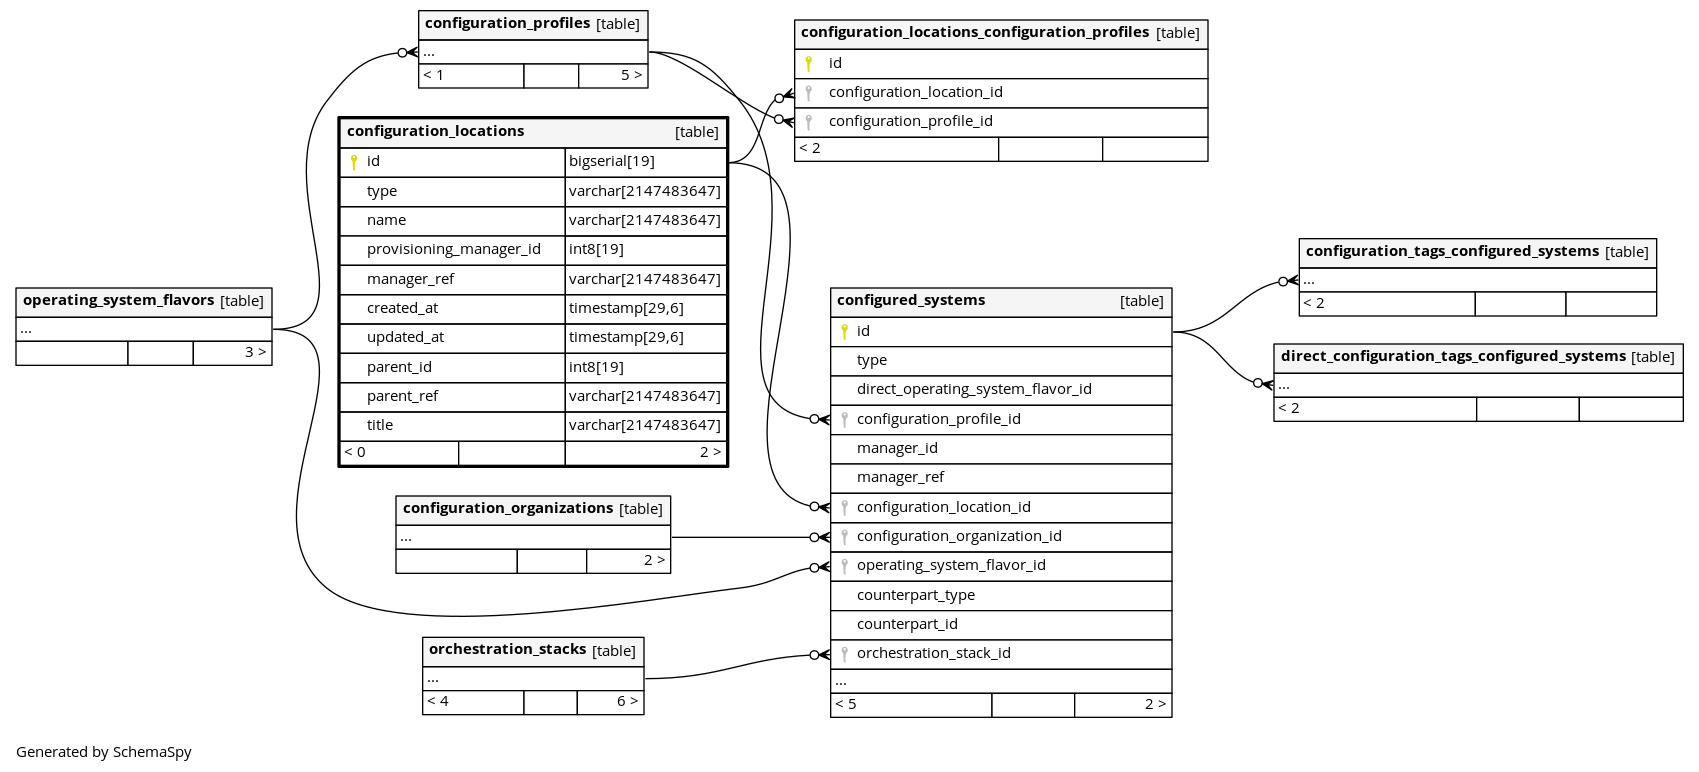 configuration_profiles [table]
...
< 1 5 >
configuration_locations_configuration_profiles [table]
id
configuration_location_id
configuration_profile_id
< 2
configuration_locations [table]
id bigserial[19]
type varchar[2147483647]
name varchar[2147483647]
provisioning_manager_id int8[19]
manager_ref varchar[2147483647]
created_at timestamp[29,6]
updated_at timestamp[29,6]
parent_id int8[19]
parent_ref varchar[2147483647]
title varchar[2147483647]
< 0 2 >
operating_system_flavors [table]
...
3 >
configuration_tags_configured_systems [table]
...
< 2
configured_systems [table]
id
type
direct_operating_system_flavor_id
configuration_profile_id
manager_id
manager_ref
configuration_location_id
configuration_organization_id
operating_system_flavor_id
counterpart_type
counterpart_id
orchestration_stack_id
...
< 5 2 >
direct_configuration_tags_configured_systems [table]
...
< 2
configuration_organizations [table]
...
2 >
orchestration_stacks [table]
...
< 4 6 >
Generated by SchemaSpy